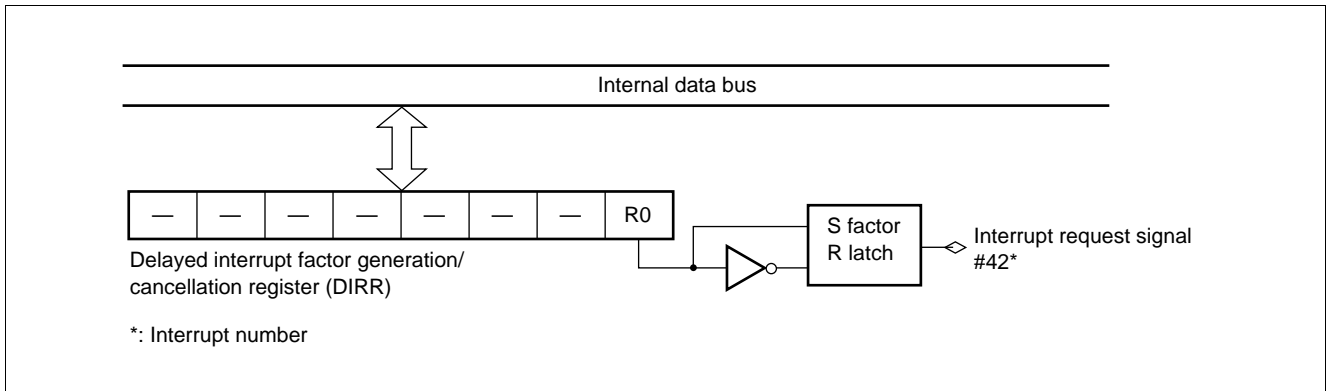 Internal data bus
— — — — — — — R0
Delayed interrupt factor generation/
cancellation register (DIRR)
S factor
R latch
Interrupt request signal
#42*
*: Interrupt number